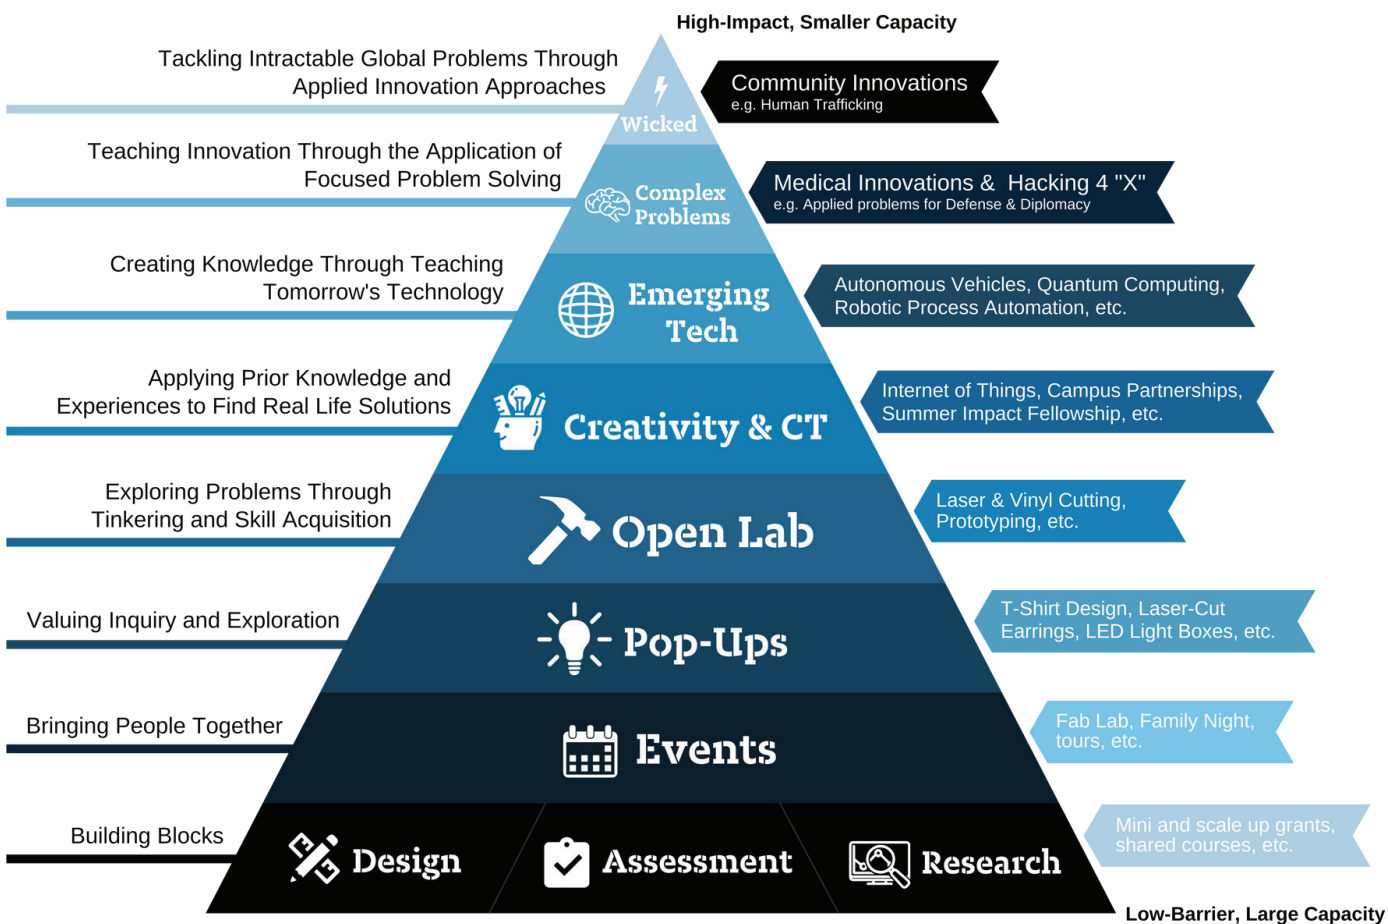 High-Impact, Smaller Capacity
Tackling Intractable Global Problems Through
Applied Innovation Approaches
Wicked
Community Innovations
e.g. Human Trafficking
Teaching Innovation Through the Application of
Focused Problem Solving
Complex
Problems
Medical Innovations & Hacking 4 "X"
e.g. Applied problems for Defense & Diplomacy
Creating Knowledge Through Teaching
Tomorrow's Technology
Emerging
Tech
Autonomous Vehicles, Quantum Computing,
Robotic Process Automation, etc.
Applying Prior Knowledge and
Experiences to Find Real Life Solutions
Creativity & CT
Internet of Things, Campus Partnerships,
Summer Impact Fellowship, etc.
Exploring Problems Through
Tinkering and Skill Acquisition
Open Lab
Laser & Vinyl Cutting,
Prototyping, etc.
Valuing Inquiry and Exploration
Pop-Ups
T-Shirt Design, Laser-Cut
Earrings, LED Light Boxes, etc.
Bringing People Together
Events
Fab Lab, Family Night,
tours, etc.
Building Blocks
Design
Assessment
Research
Mini and scale up grants,
shared courses, etc.
Low-Barrier, Large Capacity